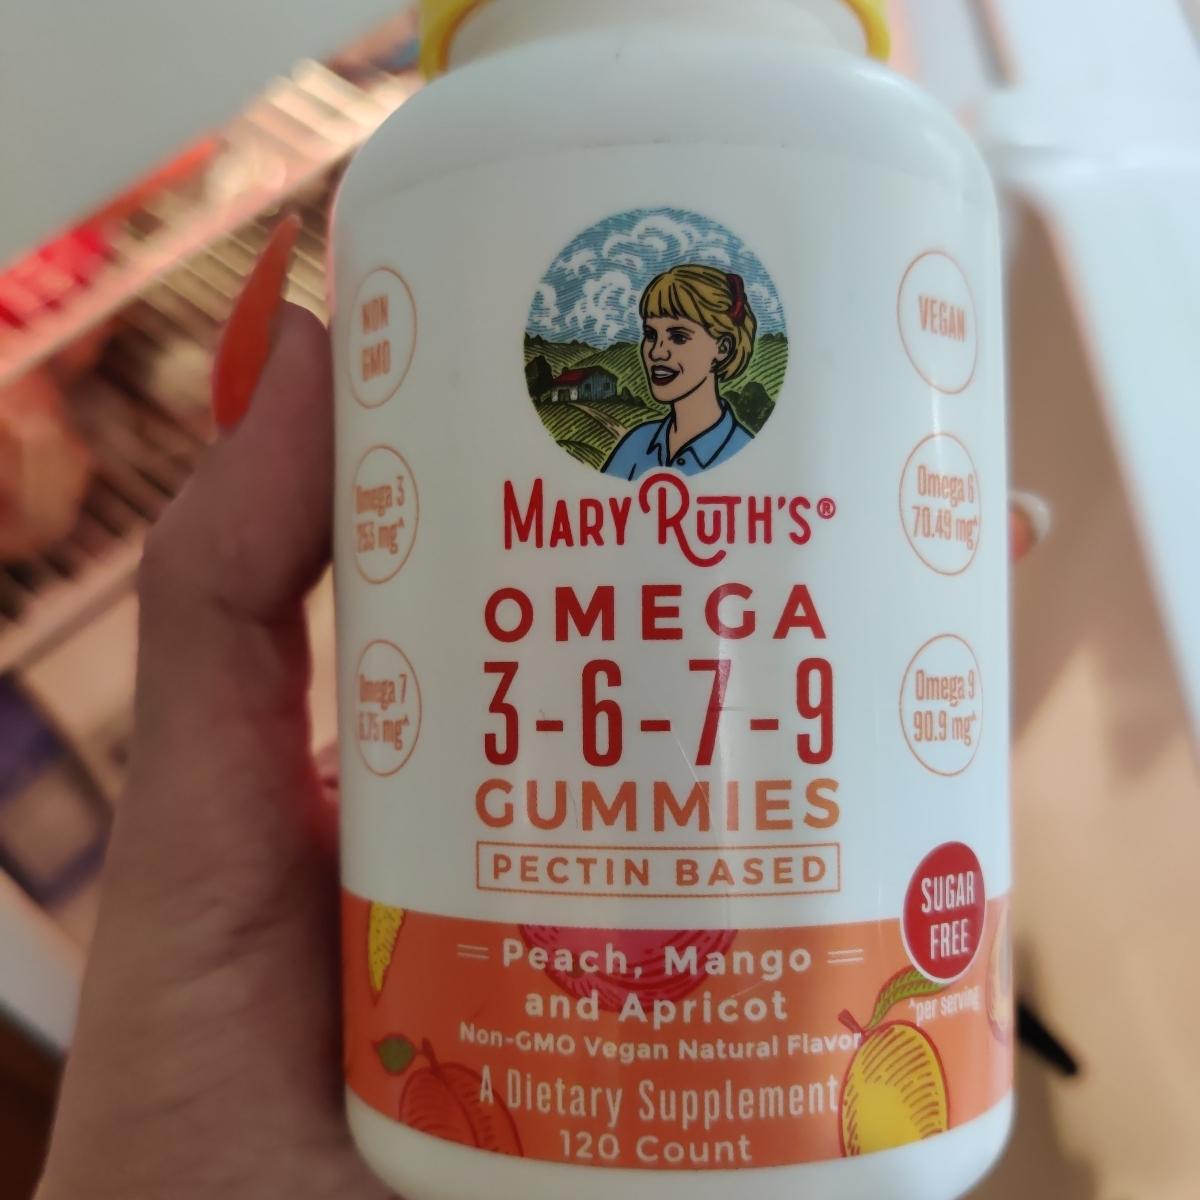 NON
GMO
VEGAN
Omega 3
253 mg^
Omega 6
70.49 mg^
MARY RUTH'S®
OMEGA
3-6-7-9
GUMMIES
PECTIN BASED
Omega 7
6.75 mg^
Omega 9
90.9 mg^
SUGAR
FREE
^per serving
Peach, Mango
and Apricot
Non-GMO Vegan Natural Flavor
A Dietary Supplement
120 Count